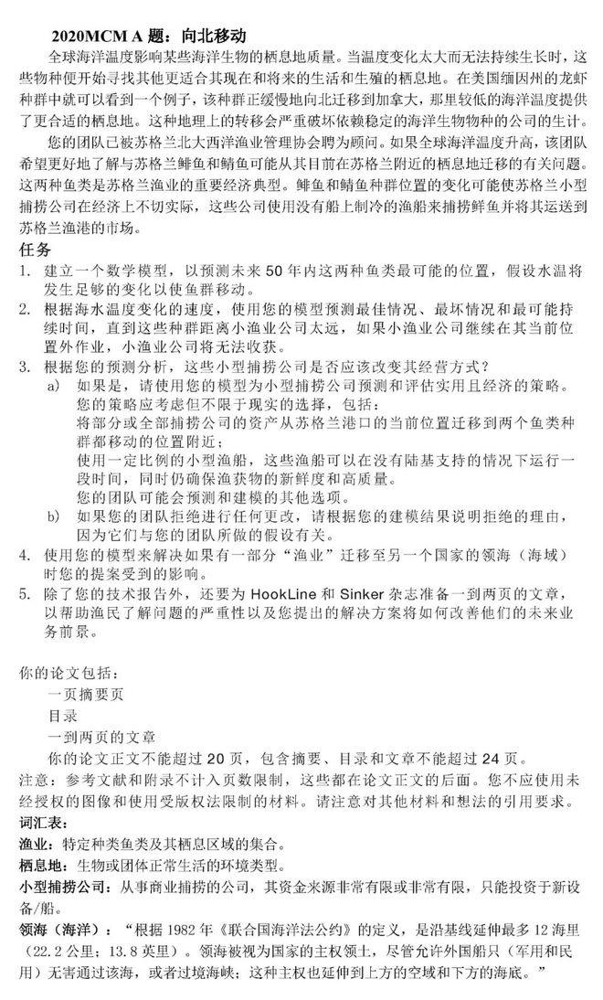 2020MCM A 题：向北移动
全球海洋温度影响某些海洋生物的栖息地质量。当温度变化太大而无法持续生长时，这
些物种便开始寻找其他更适合其现在和将来的生活和生殖的栖息地。在美国缅因州的龙虾
种群中就可以看到一个例子，该种群正缓慢地向北迁移到加拿大，那里较低的海洋温度提供
了更合适的栖息地。这种地理上的转移会严重破坏依赖稳定的海洋生物物种的公司的生计。
您的团队已被苏格兰北大西洋渔业管理协会聘为顾问。如果全球海洋温度升高，该团队
希望更好地了解与苏格兰鲱鱼和鲭鱼可能从其目前在苏格兰附近的栖息地迁移的有关问题。
这两种鱼类是苏格兰渔业的重要经济典型。鲱鱼和鲭鱼种群位置的变化可能使苏格兰小型
捕捞公司在经济上不切实际，这些公司使用没有船上制冷的渔船来捕捞鲜鱼并将其运送到
苏格兰渔港的市场。
任务
1. 建立一个数学模型，以预测未来 50 年内这两种鱼类最可能的位置，假设水温将
发生足够的变化以使鱼群移动。
2. 根据海水温度变化的速度，使用您的模型预测最佳情况、最坏情况和最可能持
续时间，直到这些种群距离小渔业公司太远，如果小渔业公司继续在其当前位
置外作业，小渔业公司将无法收获。
3. 根据您的预测分析，这些小型捕捞公司是否应该改变其经营方式？
a) 如果是，请使用您的模型为小型捕捞公司预测和评估实用且经济的策略。
您的策略应考虑但不限于现实的选择，包括：
将部分或全部捕捞公司的资产从苏格兰港口的当前位置迁移到两个鱼类种
群都移动的位置附近；
使用一定比例的小型渔船，这些渔船可以在没有陆基支持的情况下运行一
段时间，同时仍确保渔获物的新鲜度和高质量。
您的团队可能会预测和建模的其他选项。
b) 如果您的团队拒绝进行任何更改，请根据您的建模结果说明拒绝的理由，
因为它们与您的团队所做的假设有关。
4. 使用您的模型来解决如果有一部分“渔业”迁移至另一个国家的领海（海域）
时您的提案受到的影响。
5. 除了您的技术报告外，还要为 HookLine 和 Sinker 杂志准备一到两页的文章，
以帮助渔民了解问题的严重性以及您提出的解决方案将如何改善他们的未来业
务前景。
你的论文包括：
一页摘要页
目录
一到两页的文章
你的论文正文不能超过 20 页，包含摘要、目录和文章不能超过 24 页。
注意：参考文献和附录不计入页数限制，这些都在论文正文的后面。您不应使用未
经授权的图像和使用受版权法限制的材料。请注意对其他材料和想法的引用要求。
词汇表：
渔业：特定种类鱼类及其栖息区域的集合。
栖息地：生物或团体正常生活的环境类型。
小型捕捞公司：从事商业捕捞的公司，其资金来源非常有限或非常有限，只能投资于新设
备/船。
领海（海洋）：“根据 1982 年《联合国海洋法公约》的定义，是沿基线延伸最多 12 海里
（22.2 公里；13.8 英里）。领海被视为国家的主权领土，尽管允许外国船只（军用和民
用）无害通过该海，或者过境海峡；这种主权也延伸到上方的空域和下方的海底。”